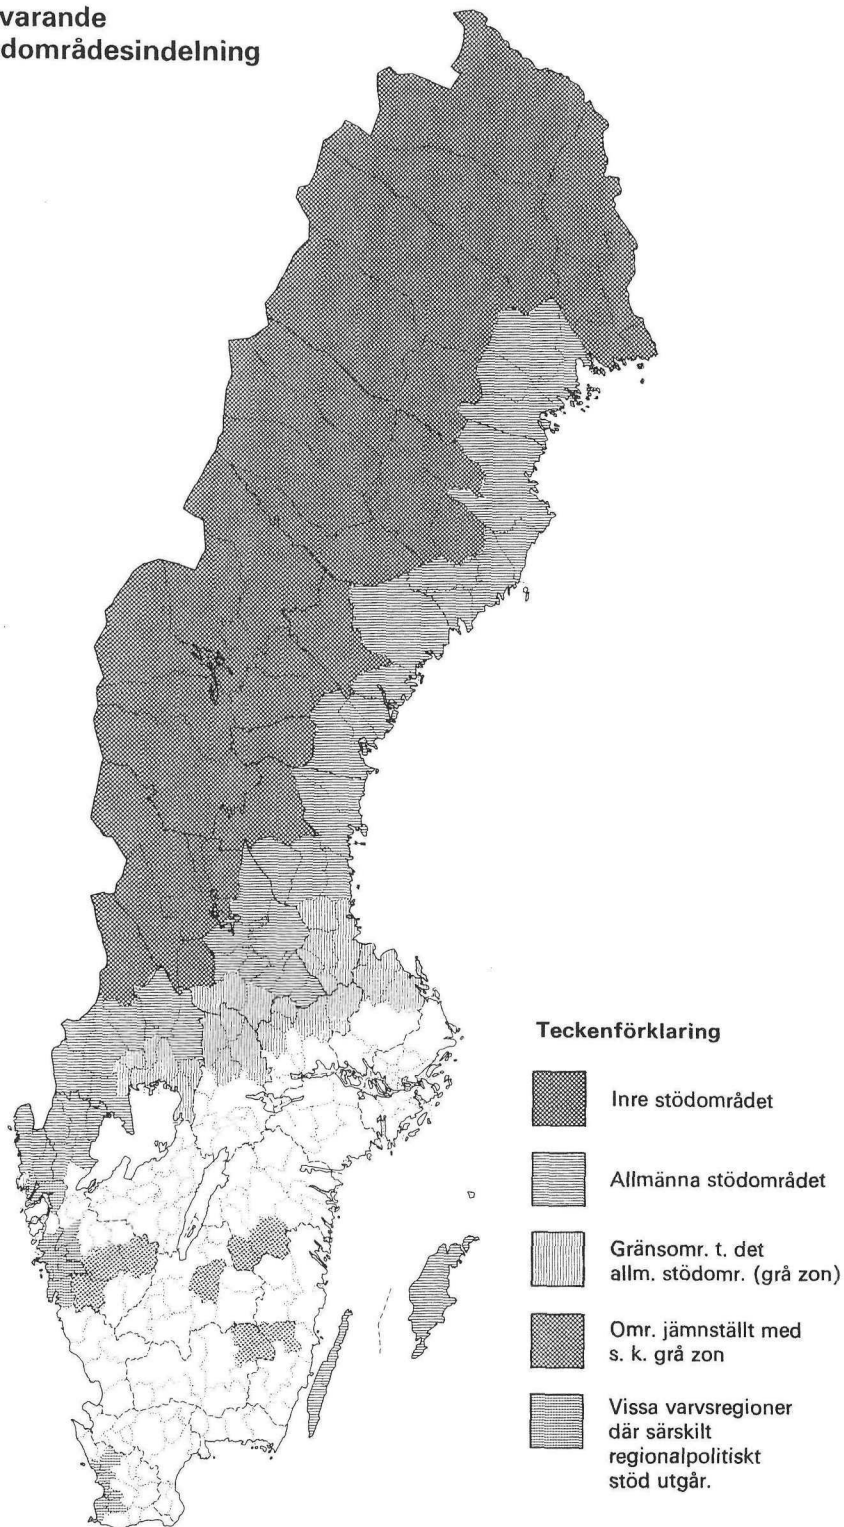 varande
dområdesindelning
Teckenförklaring
Inre stödområdet
Allmänna stödområdet
Gränsomr. t. det
allm. stödomr. (grå zon)
Omr. jämnställt med
s. k. grå zon
Vissa varvsregioner
där särskilt
regionalpolitiskt
stöd utgår.